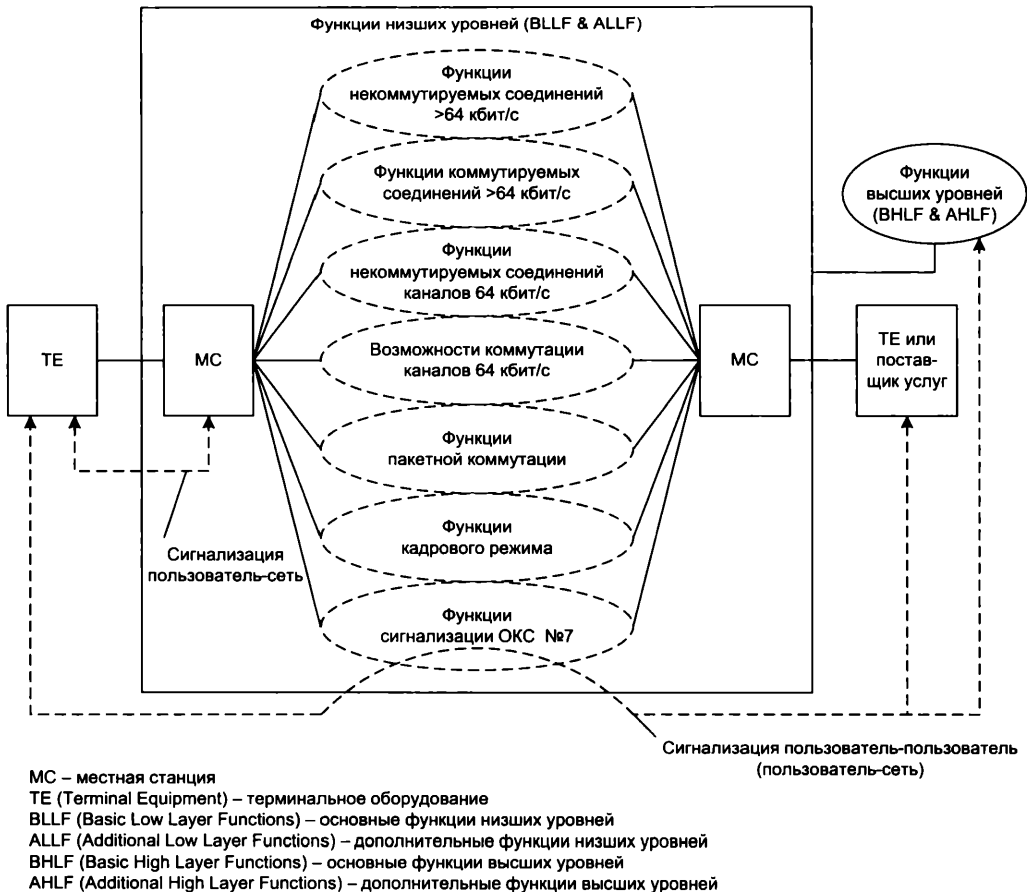 Функции низших уровней (BLLF & ALLF)
Функции
некоммутируемых соединений
>64 кбит/с
Функции коммутируемых
соединений >64 кбит/с
Функции
высших уровней
(BHLF & AHLF)
Функции
некоммутируемых соединений
каналов 64 кбит/с
TE
МС
Возможности коммутации
каналов 64 кбит/с
МС
ТЕ или
постав-
щик услуг
Функции
пакетной коммутации
Функции
кадрового режима
Сигнализация
пользователь-сеть
Функции
сигнализации ОКС №7
Сигнализация пользователь-пользователь
(пользователь-сеть)
МС – местная станция
TE (Terminal Equipment) – терминальное оборудование
BLLF (Basic Low Layer Functions) – основные функции низших уровней
ALLF (Additional Low Layer Functions) – дополнительные функции низших уровней
BHLF (Basic High Layer Functions) – основные функции высших уровней
AHLF (Additional High Layer Functions) – дополнительные функции высших уровней